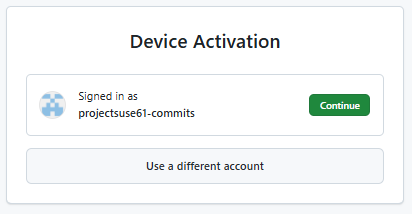 Device Activation
Signed in as
projectsuse61-commits
Continue
Use a different account